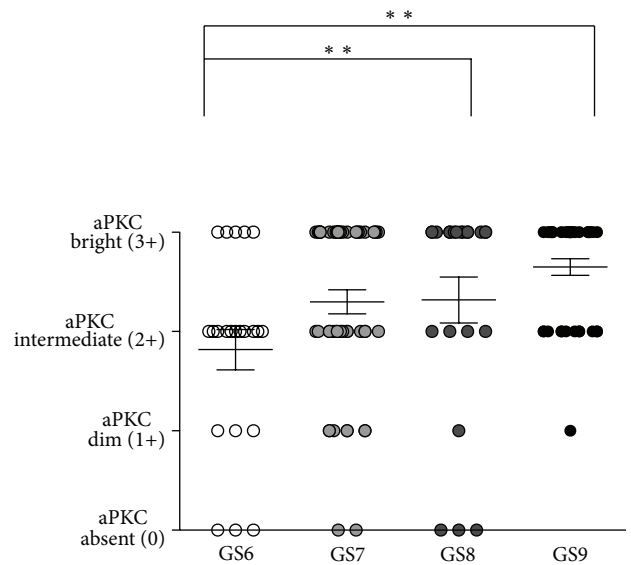 * *
* *
aPKC
bright (3+)
aPKC
intermediate (2+)
aPKC
dim (1+)
aPKC
absent (0)
GS6 GS7 GS8 GS9